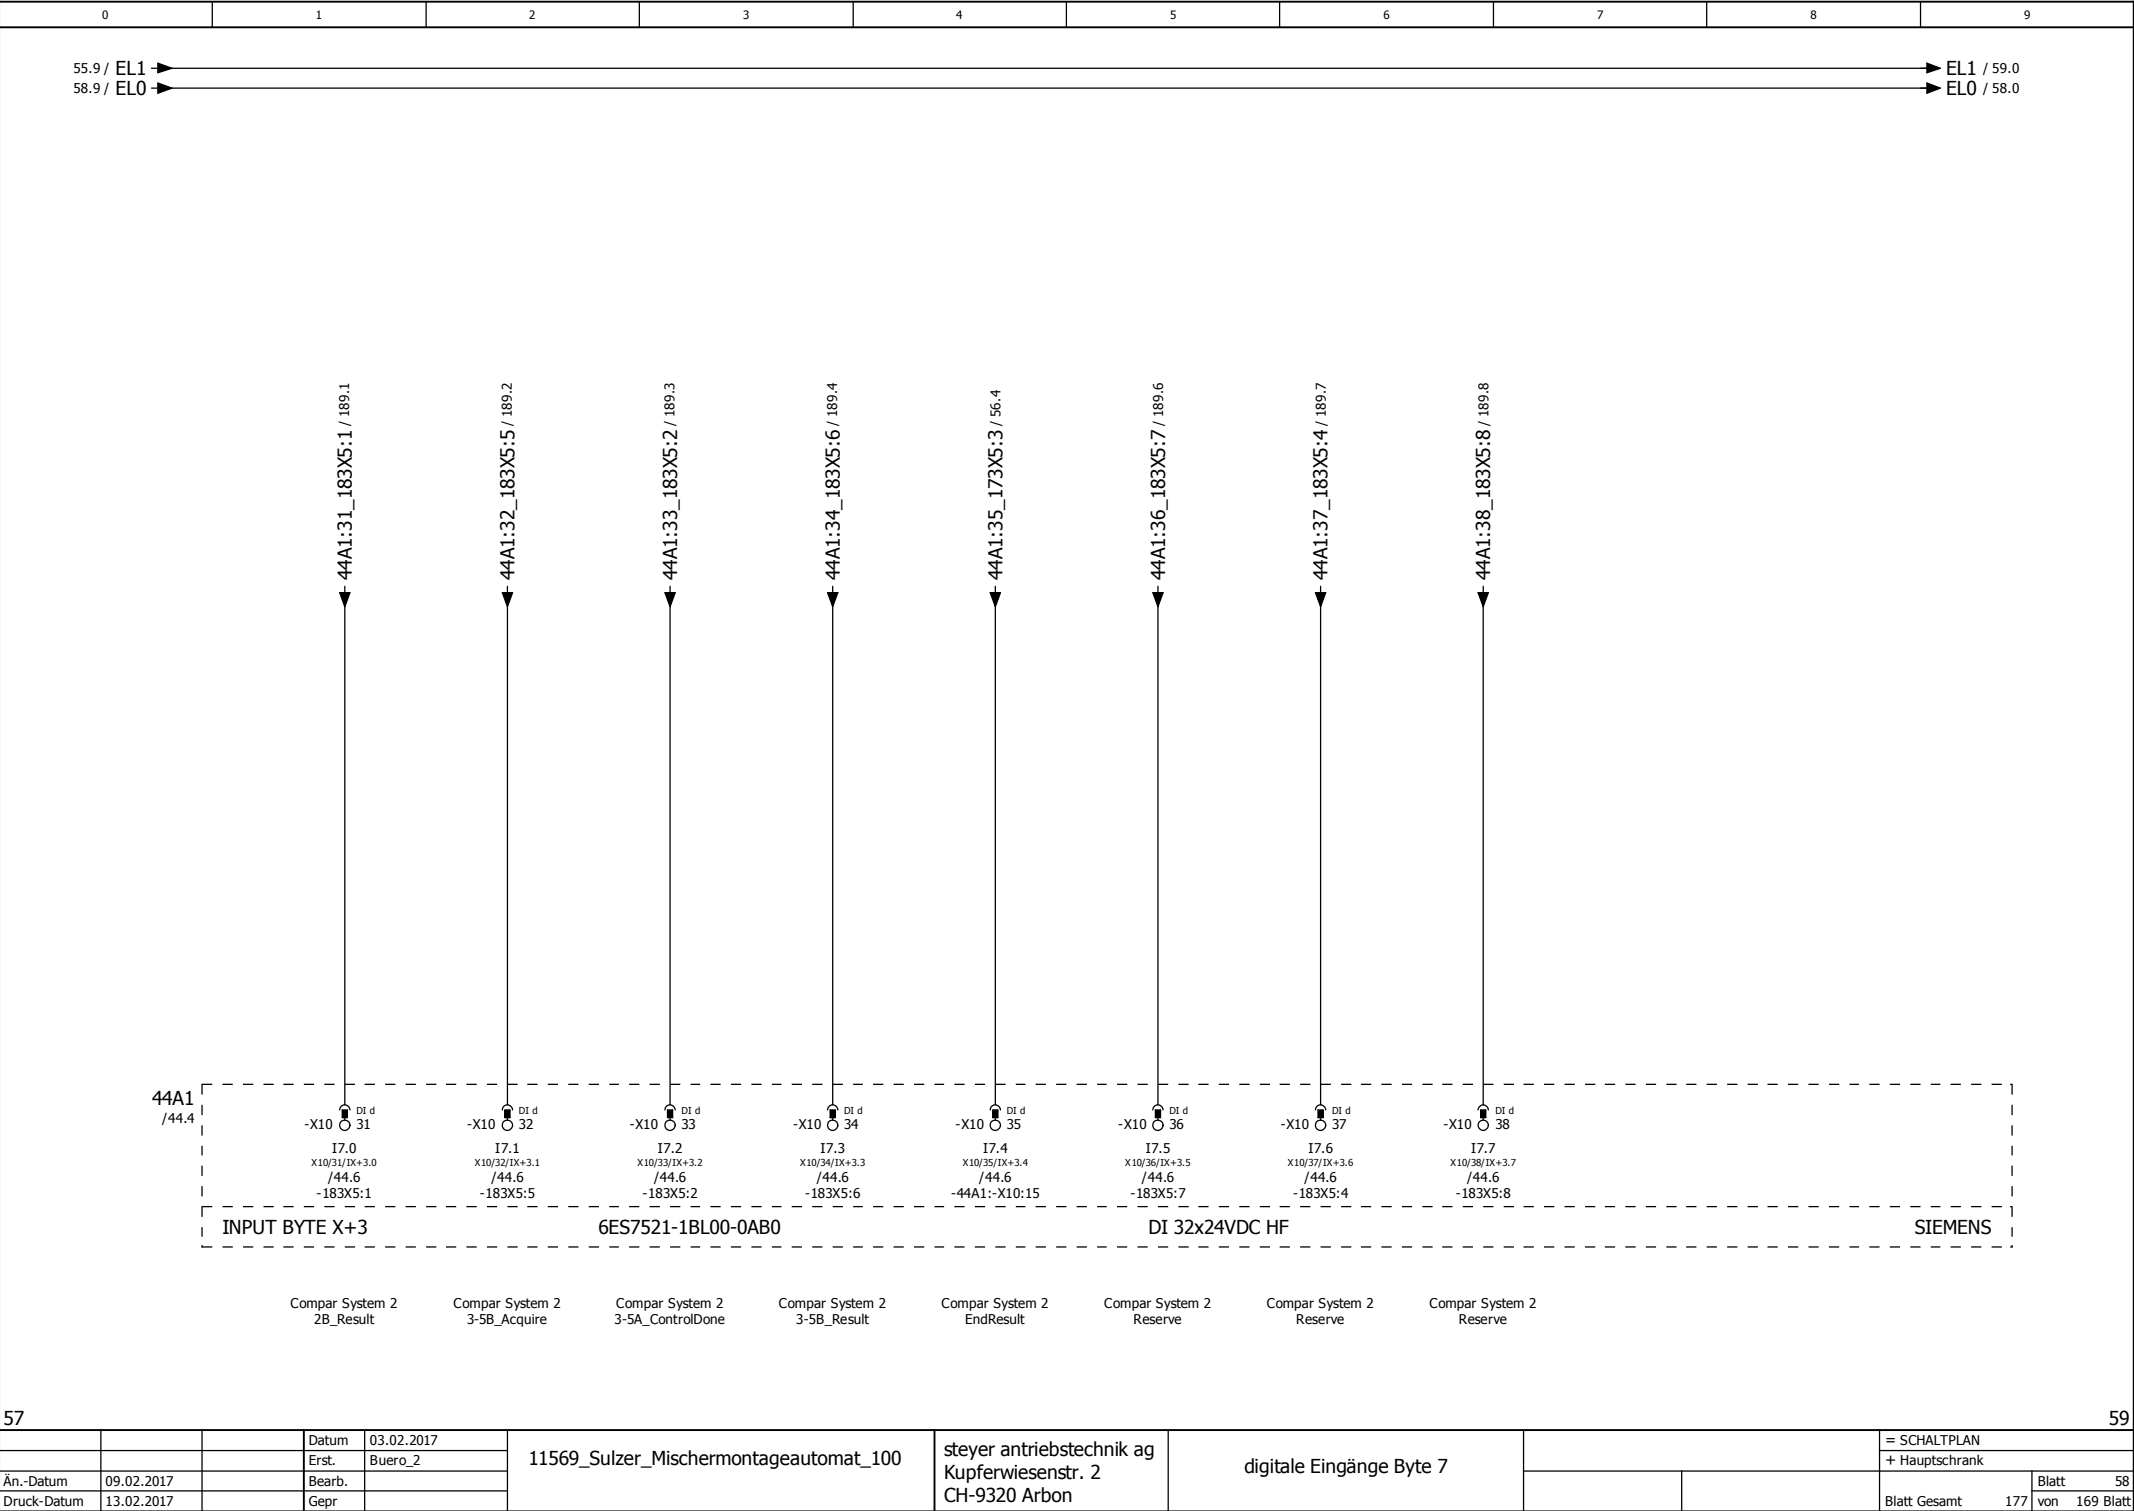 0 1 2 3 4 5 6 7 8 9
55.9 / EL1 EL1 / 59.0
58.9 / EL0 EL0 / 58.0
44A1:31_183X5:1 / 189.1
44A1:32_183X5:5 / 189.2
44A1:33_183X5:2 / 189.3
44A1:34_183X5:6 / 189.4
44A1:35_173X5:3 / 56.4
44A1:36_183X5:7 / 189.6
44A1:37_183X5:4 / 189.7
44A1:38_183X5:8 / 189.8
44A1
/44.4
DI d DI d DI d DI d DI d DI d DI d DI d
-X10 31 -X10 32 -X10 33 -X10 34 -X10 35 -X10 36 -X10 37 -X10 38
I7.0 I7.1 I7.2 I7.3 I7.4 I7.5 I7.6 I7.7
X10/31/IX+3.0 X10/32/IX+3.1 X10/33/IX+3.2 X10/34/IX+3.3 X10/35/IX+3.4 X10/36/IX+3.5 X10/37/IX+3.6 X10/38/IX+3.7
/44.6 /44.6 /44.6 /44.6 /44.6 /44.6 /44.6 /44.6
-183X5:1 -183X5:5 -183X5:2 -183X5:6 -44A1:-X10:15 -183X5:7 -183X5:4 -183X5:8
INPUT BYTE X+3 6ES7521-1BL00-0AB0 DI 32x24VDC HF SIEMENS
Compar System 2 Compar System 2 Compar System 2 Compar System 2 Compar System 2 Compar System 2 Compar System 2 Compar System 2
2B_Result 3-5B_Acquire 3-5A_ControlDone 3-5B_Result EndResult Reserve Reserve Reserve
57 59
Datum 03.02.2017
Erst. Buero_2
Än.-Datum 09.02.2017 Bearb.
Druck-Datum 13.02.2017 Gepr
11569_Sulzer_Mischermontageautomat_100
steyer antriebstechnik ag
Kupferwiesenstr. 2
CH-9320 Arbon
digitale Eingänge Byte 7
= SCHALTPLAN
+ Hauptschrank
Blatt 58
Blatt Gesamt 177 von 169 Blatt